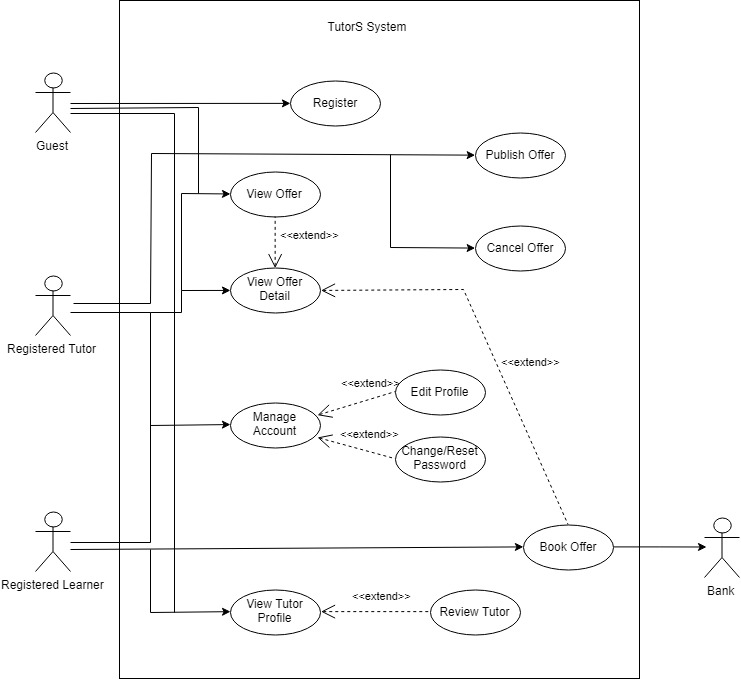 TutorS System
Register
Guest
Publish Offer
View Offer
<<extend>>
Cancel Offer
View Offer
Detail
Registered Tutor
<<extend>>
<<extend>>
Edit Profile
Manage
Account
<<extend>>
Change/Reset
Password
Book Offer
Registered Learner
Bank
<<extend>>
View Tutor
Profile
Review Tutor